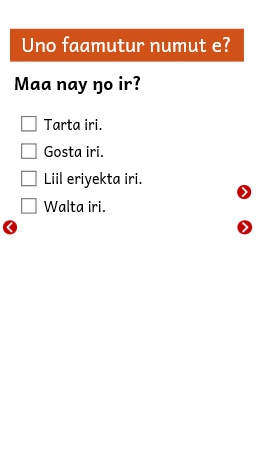 Uno faamutur numut e?
Maa nay ŋo ir?
Tarta iri.
Gosta iri.
Liil eriyekta iri.
Walta iri.